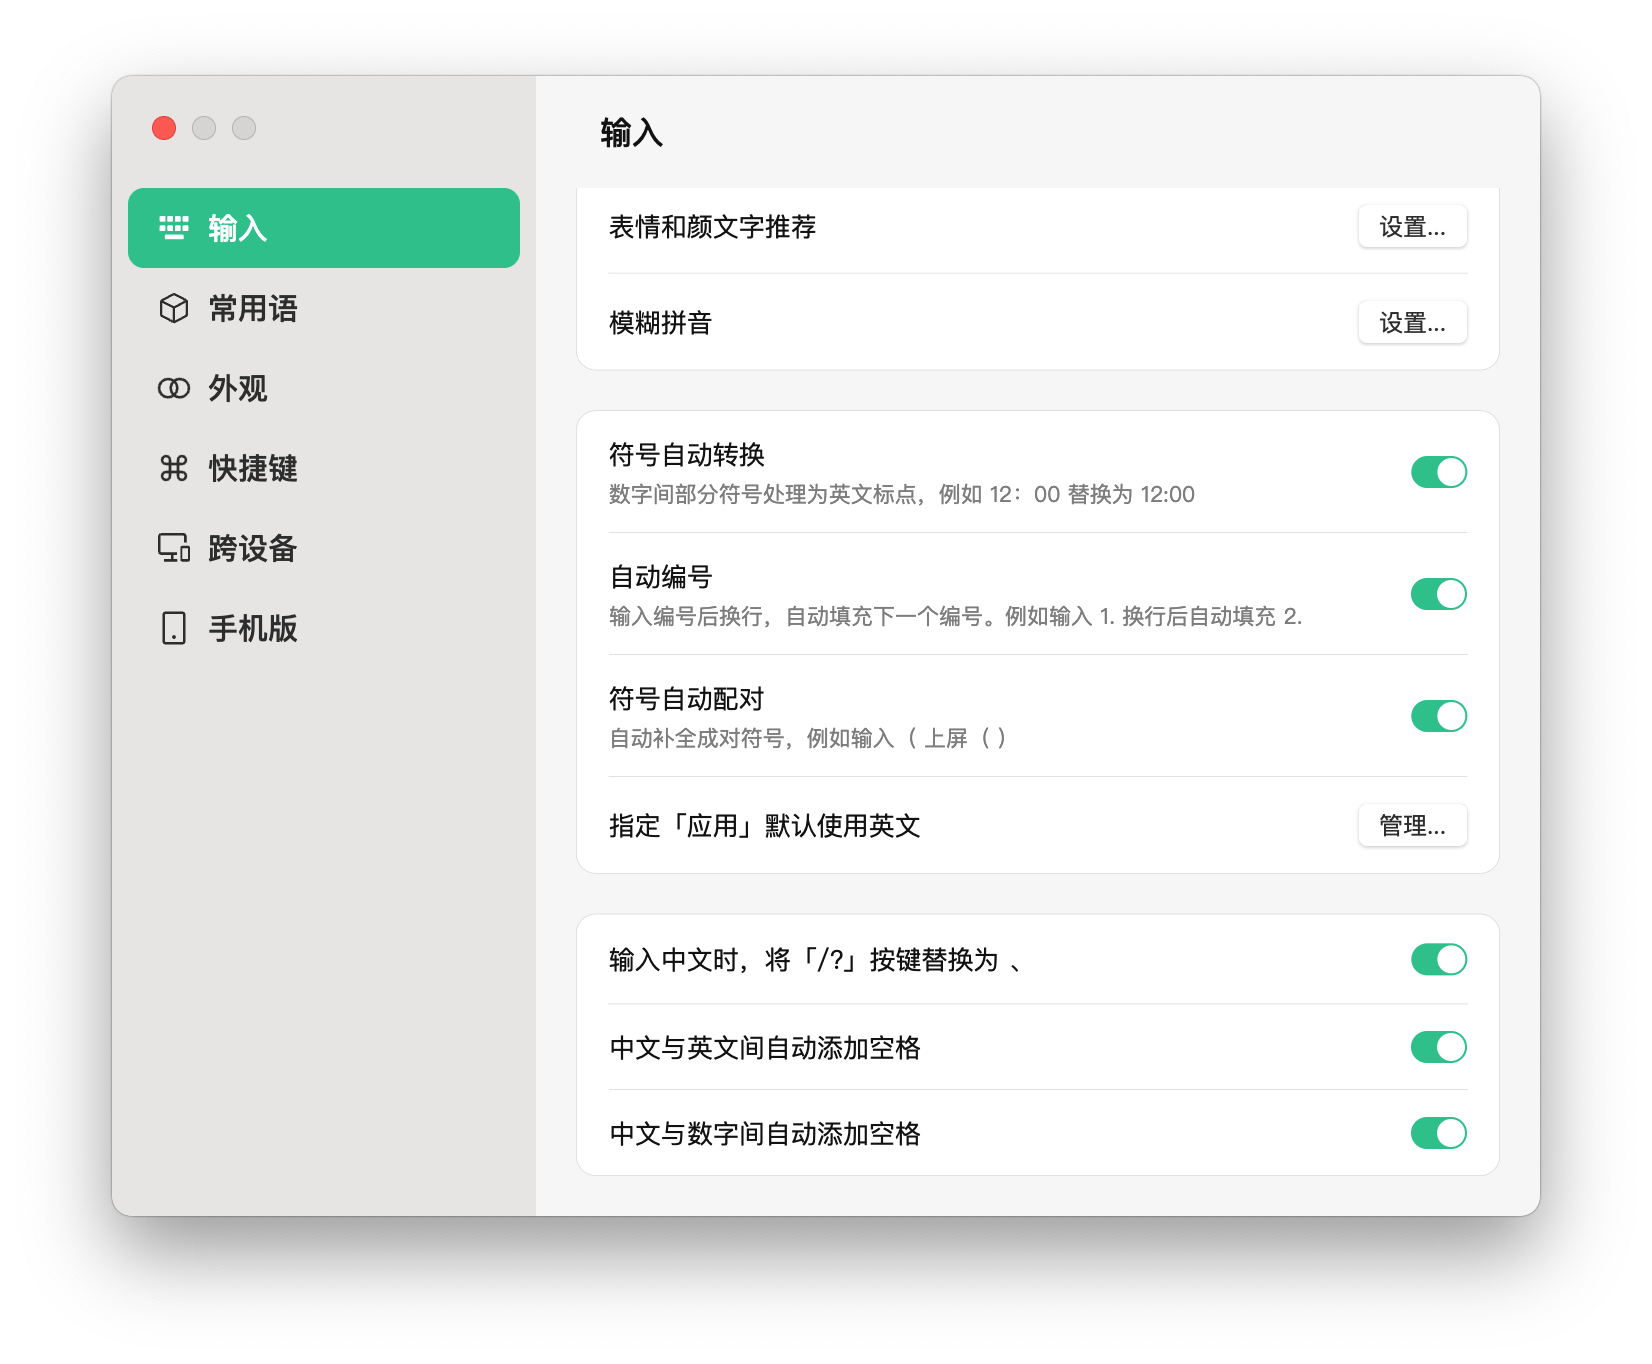 输入
输入
常用语
外观
快捷键
跨设备
手机版
表情和颜文字推荐
设置...
模糊拼音
设置...
符号自动转换
数字间部分符号处理为英文标点，例如 12：00 替换为 12:00
自动编号
输入编号后换行，自动填充下一个编号。例如输入 1. 换行后自动填充 2.
符号自动配对
自动补全成对符号，例如输入（ 上屏（ ）
指定「应用」默认使用英文
管理...
输入中文时，将「/?」按键替换为 、
中文与英文间自动添加空格
中文与数字间自动添加空格